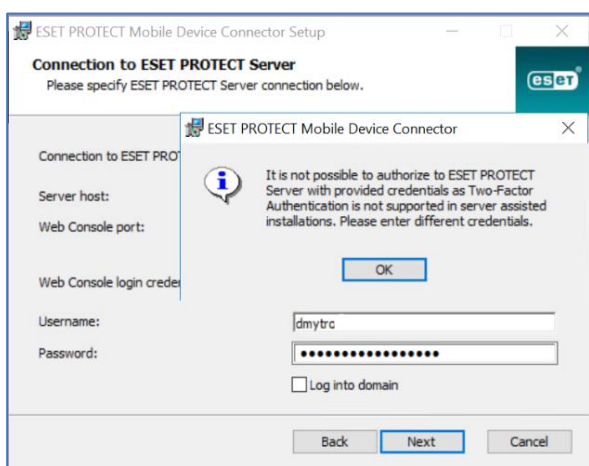 ESET PROTECT Mobile Device Connector Setup
Connection to ESET PROTECT Server
Please specify ESET PROTECT Server connection below.
eset
ESET PROTECT Mobile Device Connector
Connection to ESET PRO
It is not possible to authorize to ESET PROTECT
Server with provided credentials as Two-Factor
Authentication is not supported in server assisted
installations. Please enter different credentials.
Server host:
Web Console port:
OK
Web Console login crede
Username:
dmytro
Password:
•••••••••••••••••
Log into domain
Back
Next
Cancel